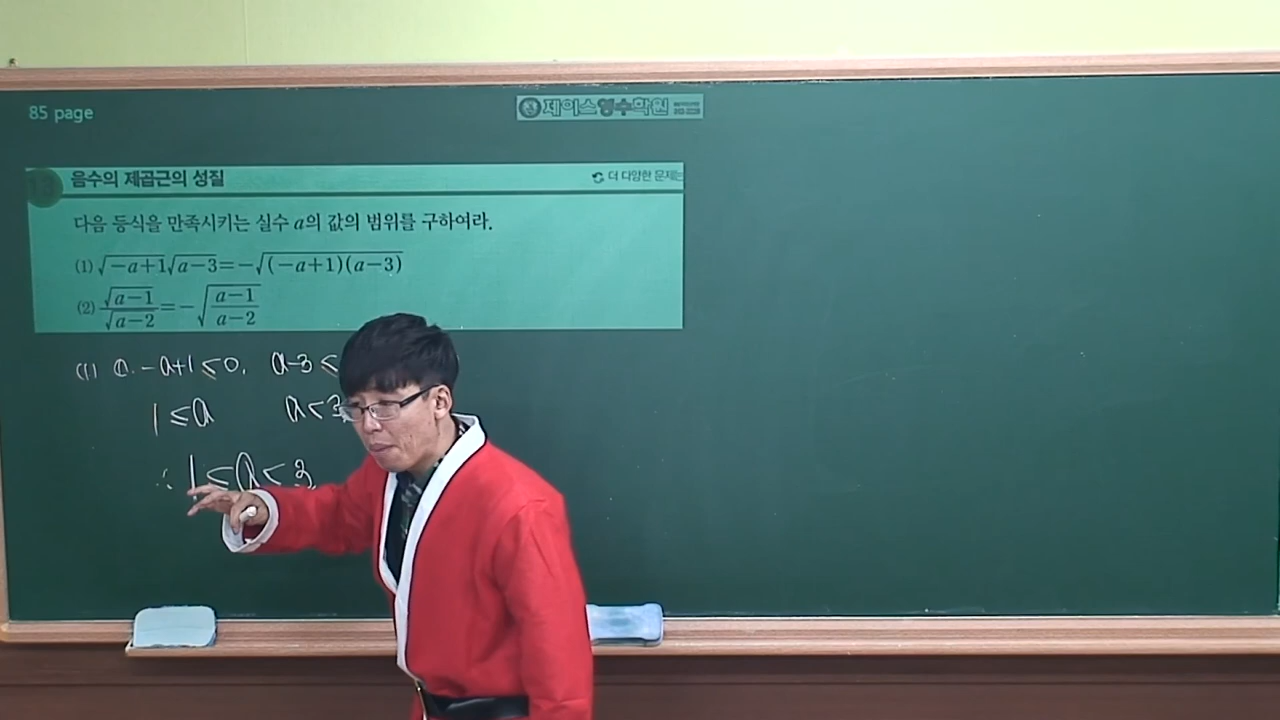 85 page
제이스영수학원
음수의 제곱근의 성질
더 다양한 문제는
다음 등식을 만족시키는 실수 a의 값의 범위를 구하여라.
(1) √(-a+1)√(a-3)=-√((-a+1)(a-3))
(2) √(a-1)/√(a-2)=-√((a-1)/(a-2))
(1) -a+1≤0, a-3≤
1≤a a<3
∴ 1≤a<3